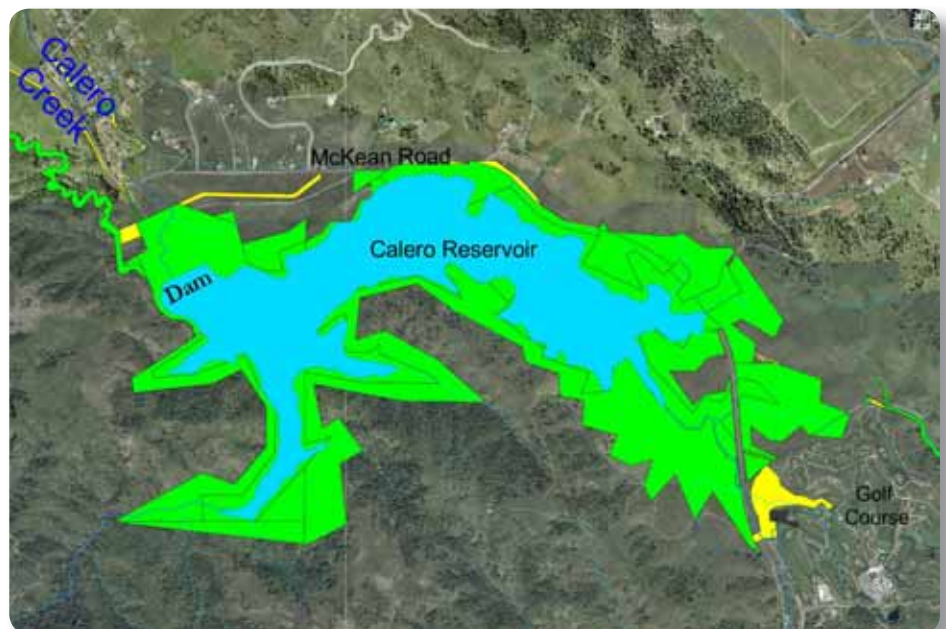 Calero
Creek
McKean Road
Calero Reservoir
Dam
Golf
Course